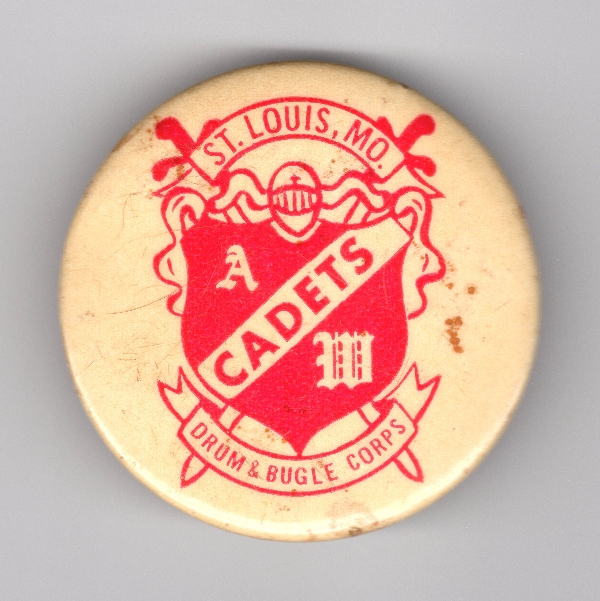 ST. LOUIS, MO.
A
CADETS
W
DRUM & BUGLE CORPS